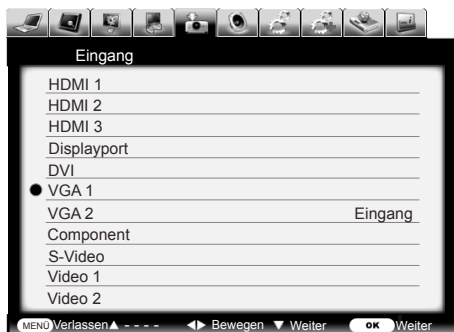 Eingang
HDMI 1
HDMI 2
HDMI 3
Displayport
DVI
VGA 1
VGA 2 Eingang
Component
S-Video
Video 1
Video 2
MENÜ Verlassen ▲ - - - - ◀▶ Bewegen ▼ Weiter OK Weiter